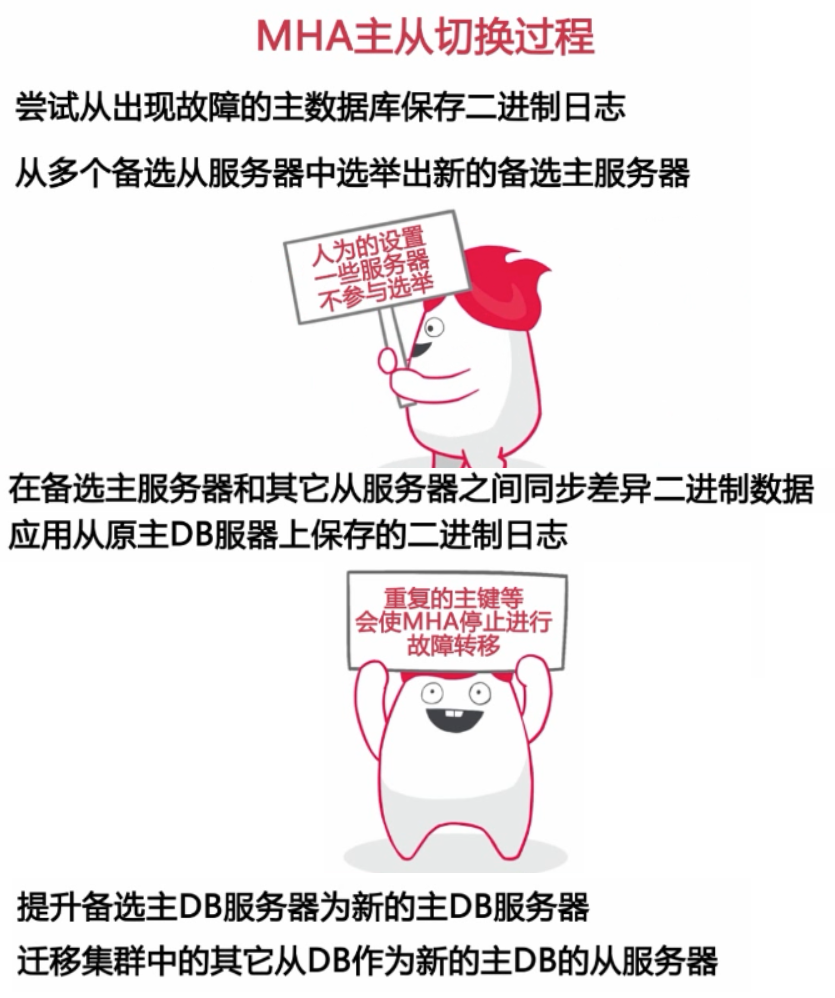 MHA主从切换过程
尝试从出现故障的主数据库保存二进制日志
从多个备选从服务器中选举出新的备选主服务器
人为的设置
一些服务器
不参与选举
在备选主服务器和其它从服务器之间同步差异二进制数据
应用从原主DB服器上保存的二进制日志
重复的主键等
会使MHA停止进行
故障转移
提升备选主DB服务器为新的主DB服务器
迁移集群中的其它从DB作为新的主DB的从服务器